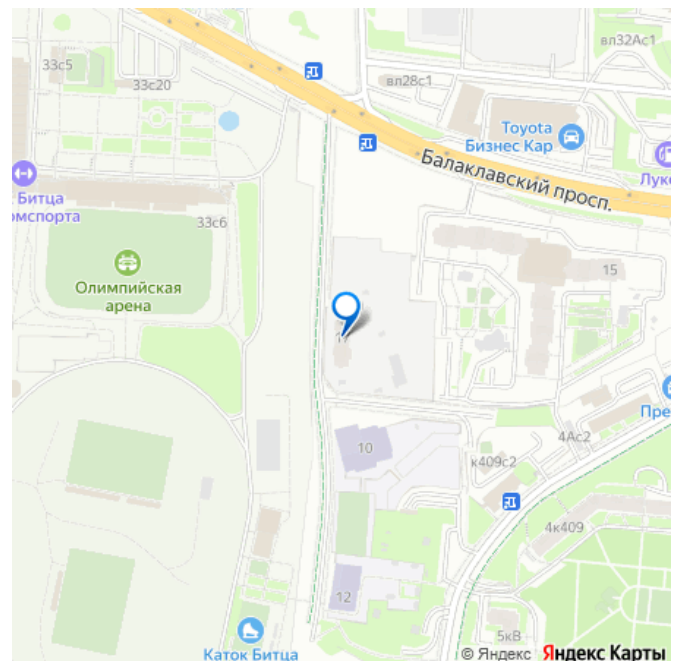 33с5
33с20
вл32Ас1
вл28с1
Toyota
Бизнес Кар
Балаклавский просп.
Луко
Битца
омспорта
33с6
15
Олимпийская
арена
Пре
4Ас2
10
к409с2
4к409
12
5кВ
Каток Битца
© Яндекс Яндекс Карты